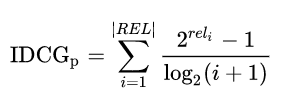 IDCG_p = \sum_{i=1}^{|REL|} \frac{2^{rel_i} - 1}{\log_2(i + 1)}